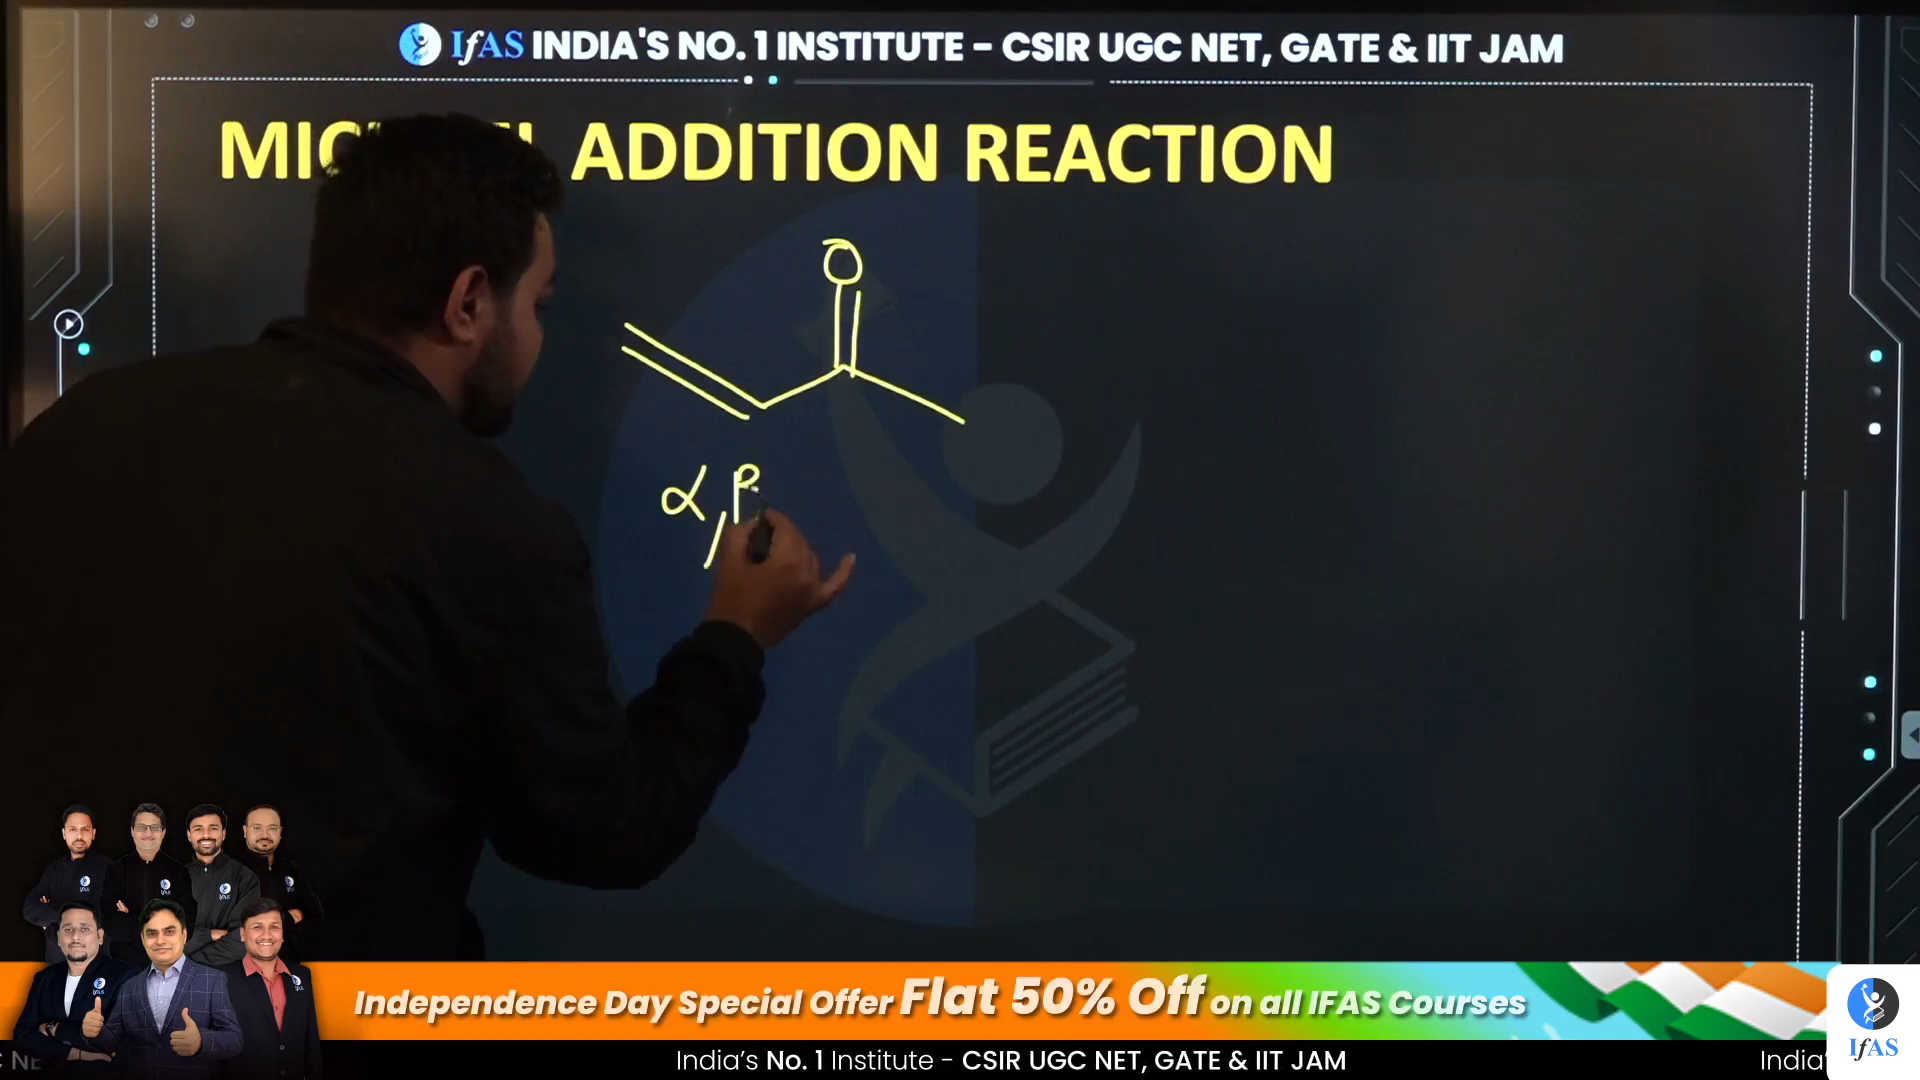 IfAS INDIA'S NO. 1 INSTITUTE - CSIR UGC NET, GATE & IIT JAM
ADDITION REACTION
O
α, β
Independence Day Special Offer Flat 50% Off on all IFAS Courses
India's No. 1 Institute - CSIR UGC NET, GATE & IIT JAM
IfAS